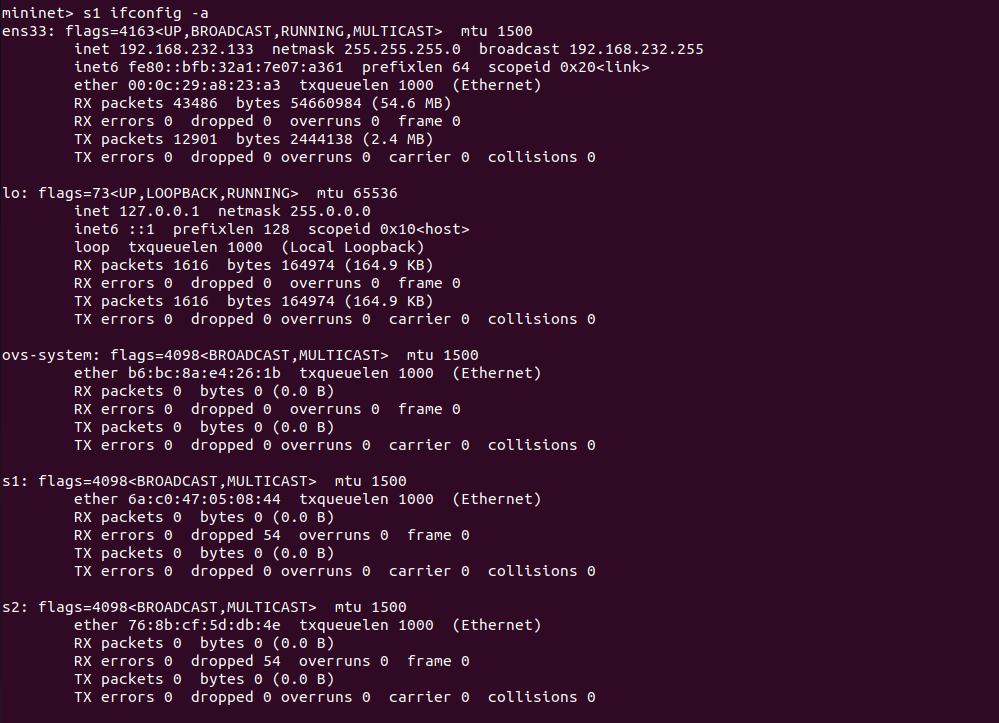 mininet> s1 ifconfig -a
ens33: flags=4163<UP,BROADCAST,RUNNING,MULTICAST>  mtu 1500
        inet 192.168.232.133  netmask 255.255.255.0  broadcast 192.168.232.255
        inet6 fe80::bfb:32a1:7e07:a361  prefixlen 64  scopeid 0x20<link>
        ether 00:0c:29:a8:23:a3  txqueuelen 1000  (Ethernet)
        RX packets 43486  bytes 54660984 (54.6 MB)
        RX errors 0  dropped 0  overruns 0  frame 0
        TX packets 12901  bytes 2444138 (2.4 MB)
        TX errors 0  dropped 0 overruns 0  carrier 0  collisions 0

lo: flags=73<UP,LOOPBACK,RUNNING>  mtu 65536
        inet 127.0.0.1  netmask 255.0.0.0
        inet6 ::1  prefixlen 128  scopeid 0x10<host>
        loop  txqueuelen 1000  (Local Loopback)
        RX packets 1616  bytes 164974 (164.9 KB)
        RX errors 0  dropped 0  overruns 0  frame 0
        TX packets 1616  bytes 164974 (164.9 KB)
        TX errors 0  dropped 0 overruns 0  carrier 0  collisions 0

ovs-system: flags=4098<BROADCAST,MULTICAST>  mtu 1500
        ether b6:bc:8a:e4:26:1b  txqueuelen 1000  (Ethernet)
        RX packets 0  bytes 0 (0.0 B)
        RX errors 0  dropped 0  overruns 0  frame 0
        TX packets 0  bytes 0 (0.0 B)
        TX errors 0  dropped 0 overruns 0  carrier 0  collisions 0

s1: flags=4098<BROADCAST,MULTICAST>  mtu 1500
        ether 6a:c0:47:05:08:44  txqueuelen 1000  (Ethernet)
        RX packets 0  bytes 0 (0.0 B)
        RX errors 0  dropped 54  overruns 0  frame 0
        TX packets 0  bytes 0 (0.0 B)
        TX errors 0  dropped 0 overruns 0  carrier 0  collisions 0

s2: flags=4098<BROADCAST,MULTICAST>  mtu 1500
        ether 76:8b:cf:5d:db:4e  txqueuelen 1000  (Ethernet)
        RX packets 0  bytes 0 (0.0 B)
        RX errors 0  dropped 54  overruns 0  frame 0
        TX packets 0  bytes 0 (0.0 B)
        TX errors 0  dropped 0 overruns 0  carrier 0  collisions 0